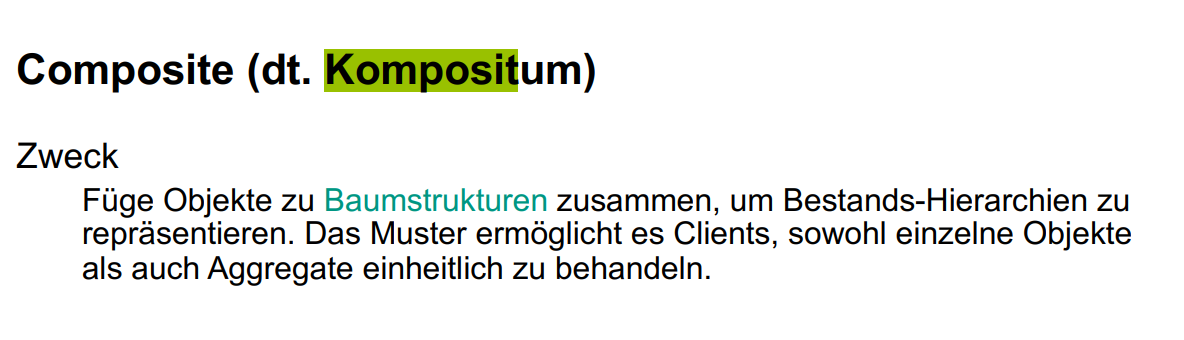 Composite (dt. Kompositum)
Zweck
Füge Objekte zu Baumstrukturen zusammen, um Bestands-Hierarchien zu
repräsentieren. Das Muster ermöglicht es Clients, sowohl einzelne Objekte
als auch Aggregate einheitlich zu behandeln.